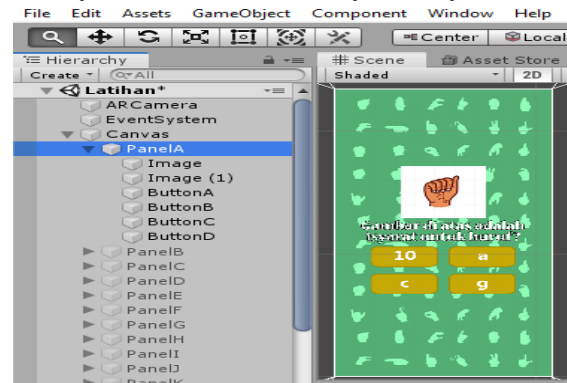 File Edit Assets GameObject Component Window Help
Center Local
Hierarchy
Create All
Latihan*
ARCamera
EventSystem
Canvas
PanelA
Image
Image (1)
ButtonA
ButtonB
ButtonC
ButtonD
PanelB
PanelC
PanelD
PanelE
PanelF
PanelG
PanelH
PanelI
PanelJ
PanelK
Scene Asset Store
Shaded 2D
Gambar di atas adalah
isyarat untuk huruf ?
10 a
c g